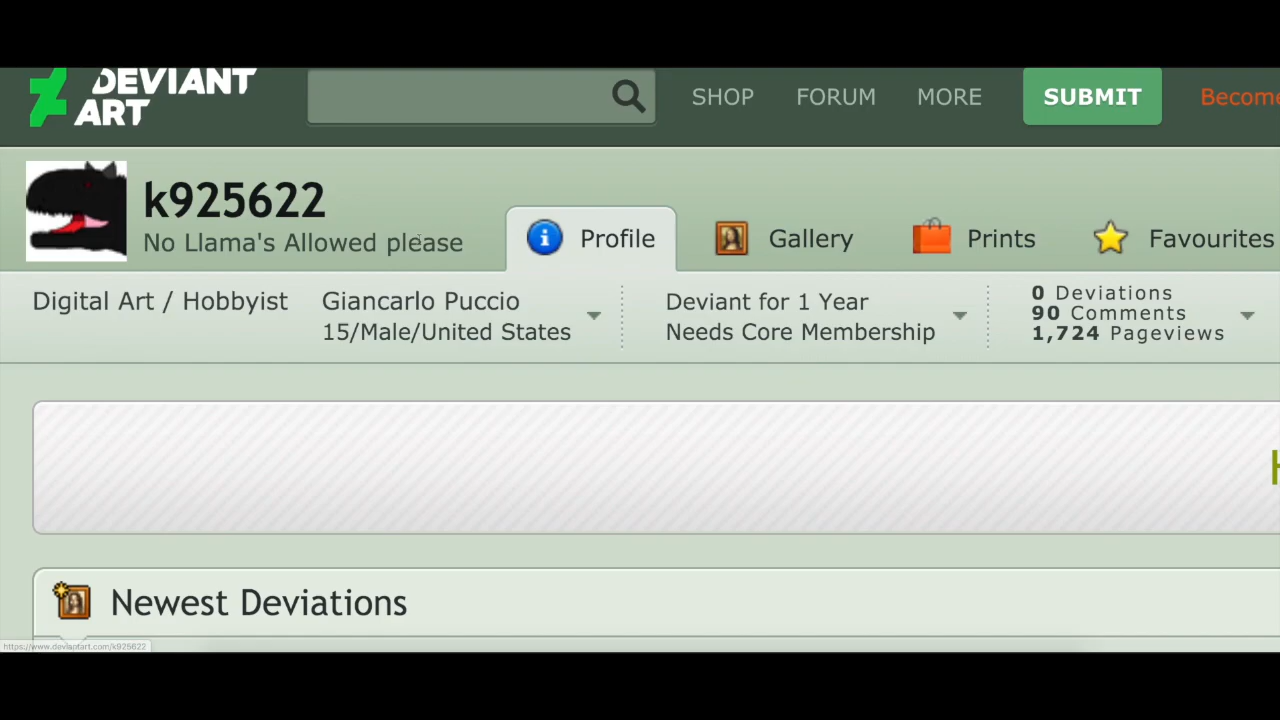 DEVIANT
ART
SHOP FORUM MORE SUBMIT Become
k925622
No Llama's Allowed please
Profile Gallery Prints Favourites
Digital Art / Hobbyist
Giancarlo Puccio
15/Male/United States
Deviant for 1 Year
Needs Core Membership
0 Deviations
90 Comments
1,724 Pageviews
H
Newest Deviations
https://www.deviantart.com/k925622